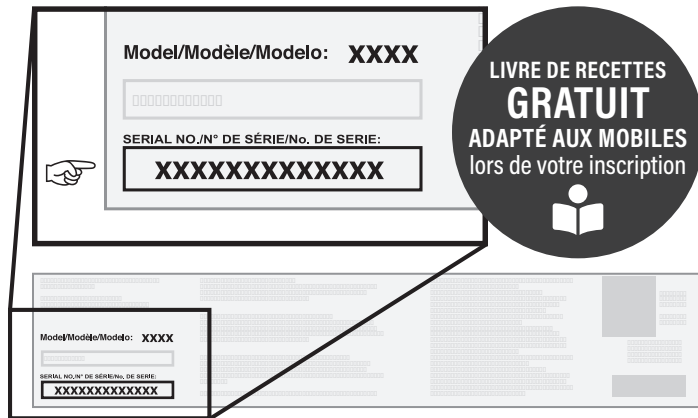 Model/Modèle/Modelo: XXXX
SERIAL NO./N° DE SÉRIE/No. DE SERIE:
XXXXXXXXXXXXX
LIVRE DE RECETTES
GRATUIT
ADAPTÉ AUX MOBILES
lors de votre inscription
Model/Modèle/Modelo: XXXX
SERIAL NO./N° DE SÉRIE/No. DE SERIE:
XXXXXXXXXXXXX